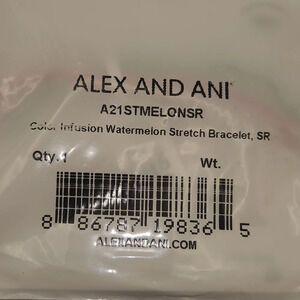 ALEX AND ANI
A21STMELONSR
Color Infusion Watermelon Stretch Bracelet, SR
Qty.1 Wt.
8 86787 19836 5
ALEXANDANI.COM